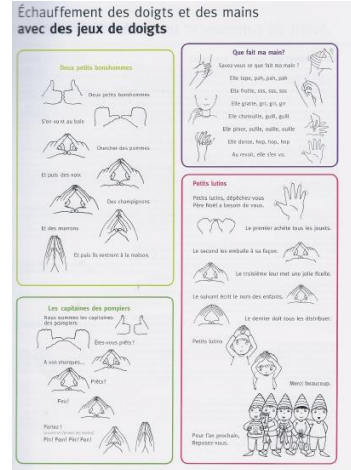 Échauffement des doigts et des mains
avec des jeux de doigts
Deux petits bonshommes
Deux petits bonshommes
S'en vont au bois
Chercher des pommes
Et puis des noix
Des champignons
Et des marrons
Et puis ils rentrent à la maison.
Les capitaines des pompiers
Nous sommes les capitaines
des pompiers
Êtes-vous prêts?
A vos marques...
Prêts?
Feu!
Partez!
Pin! Pon! Pin! Pon!
Que fait ma main?
Savez-vous ce que fait ma main?
Elle tape, pah, pah, pah
Elle frotte, sss, sss, sss
Elle gratte, gri, gri, gri
Elle chatouille, guili, guili
Elle pince, ouille, ouille, ouille
Elle danse, hop, hop, hop
Au revoir, elle s'en va.
Petits lutins
Petits lutins, dépêchez-vous
Père Noël a besoin de vous.
Le premier achète tous les jouets.
Le second les emballe à sa façon.
Le troisième leur met une jolie ficelle.
Le suivant écrit le nom des enfants.
Le dernier doit tous les distribuer.
Petits lutins
Merci beaucoup.
Pour l'an prochain,
Reposez-vous.